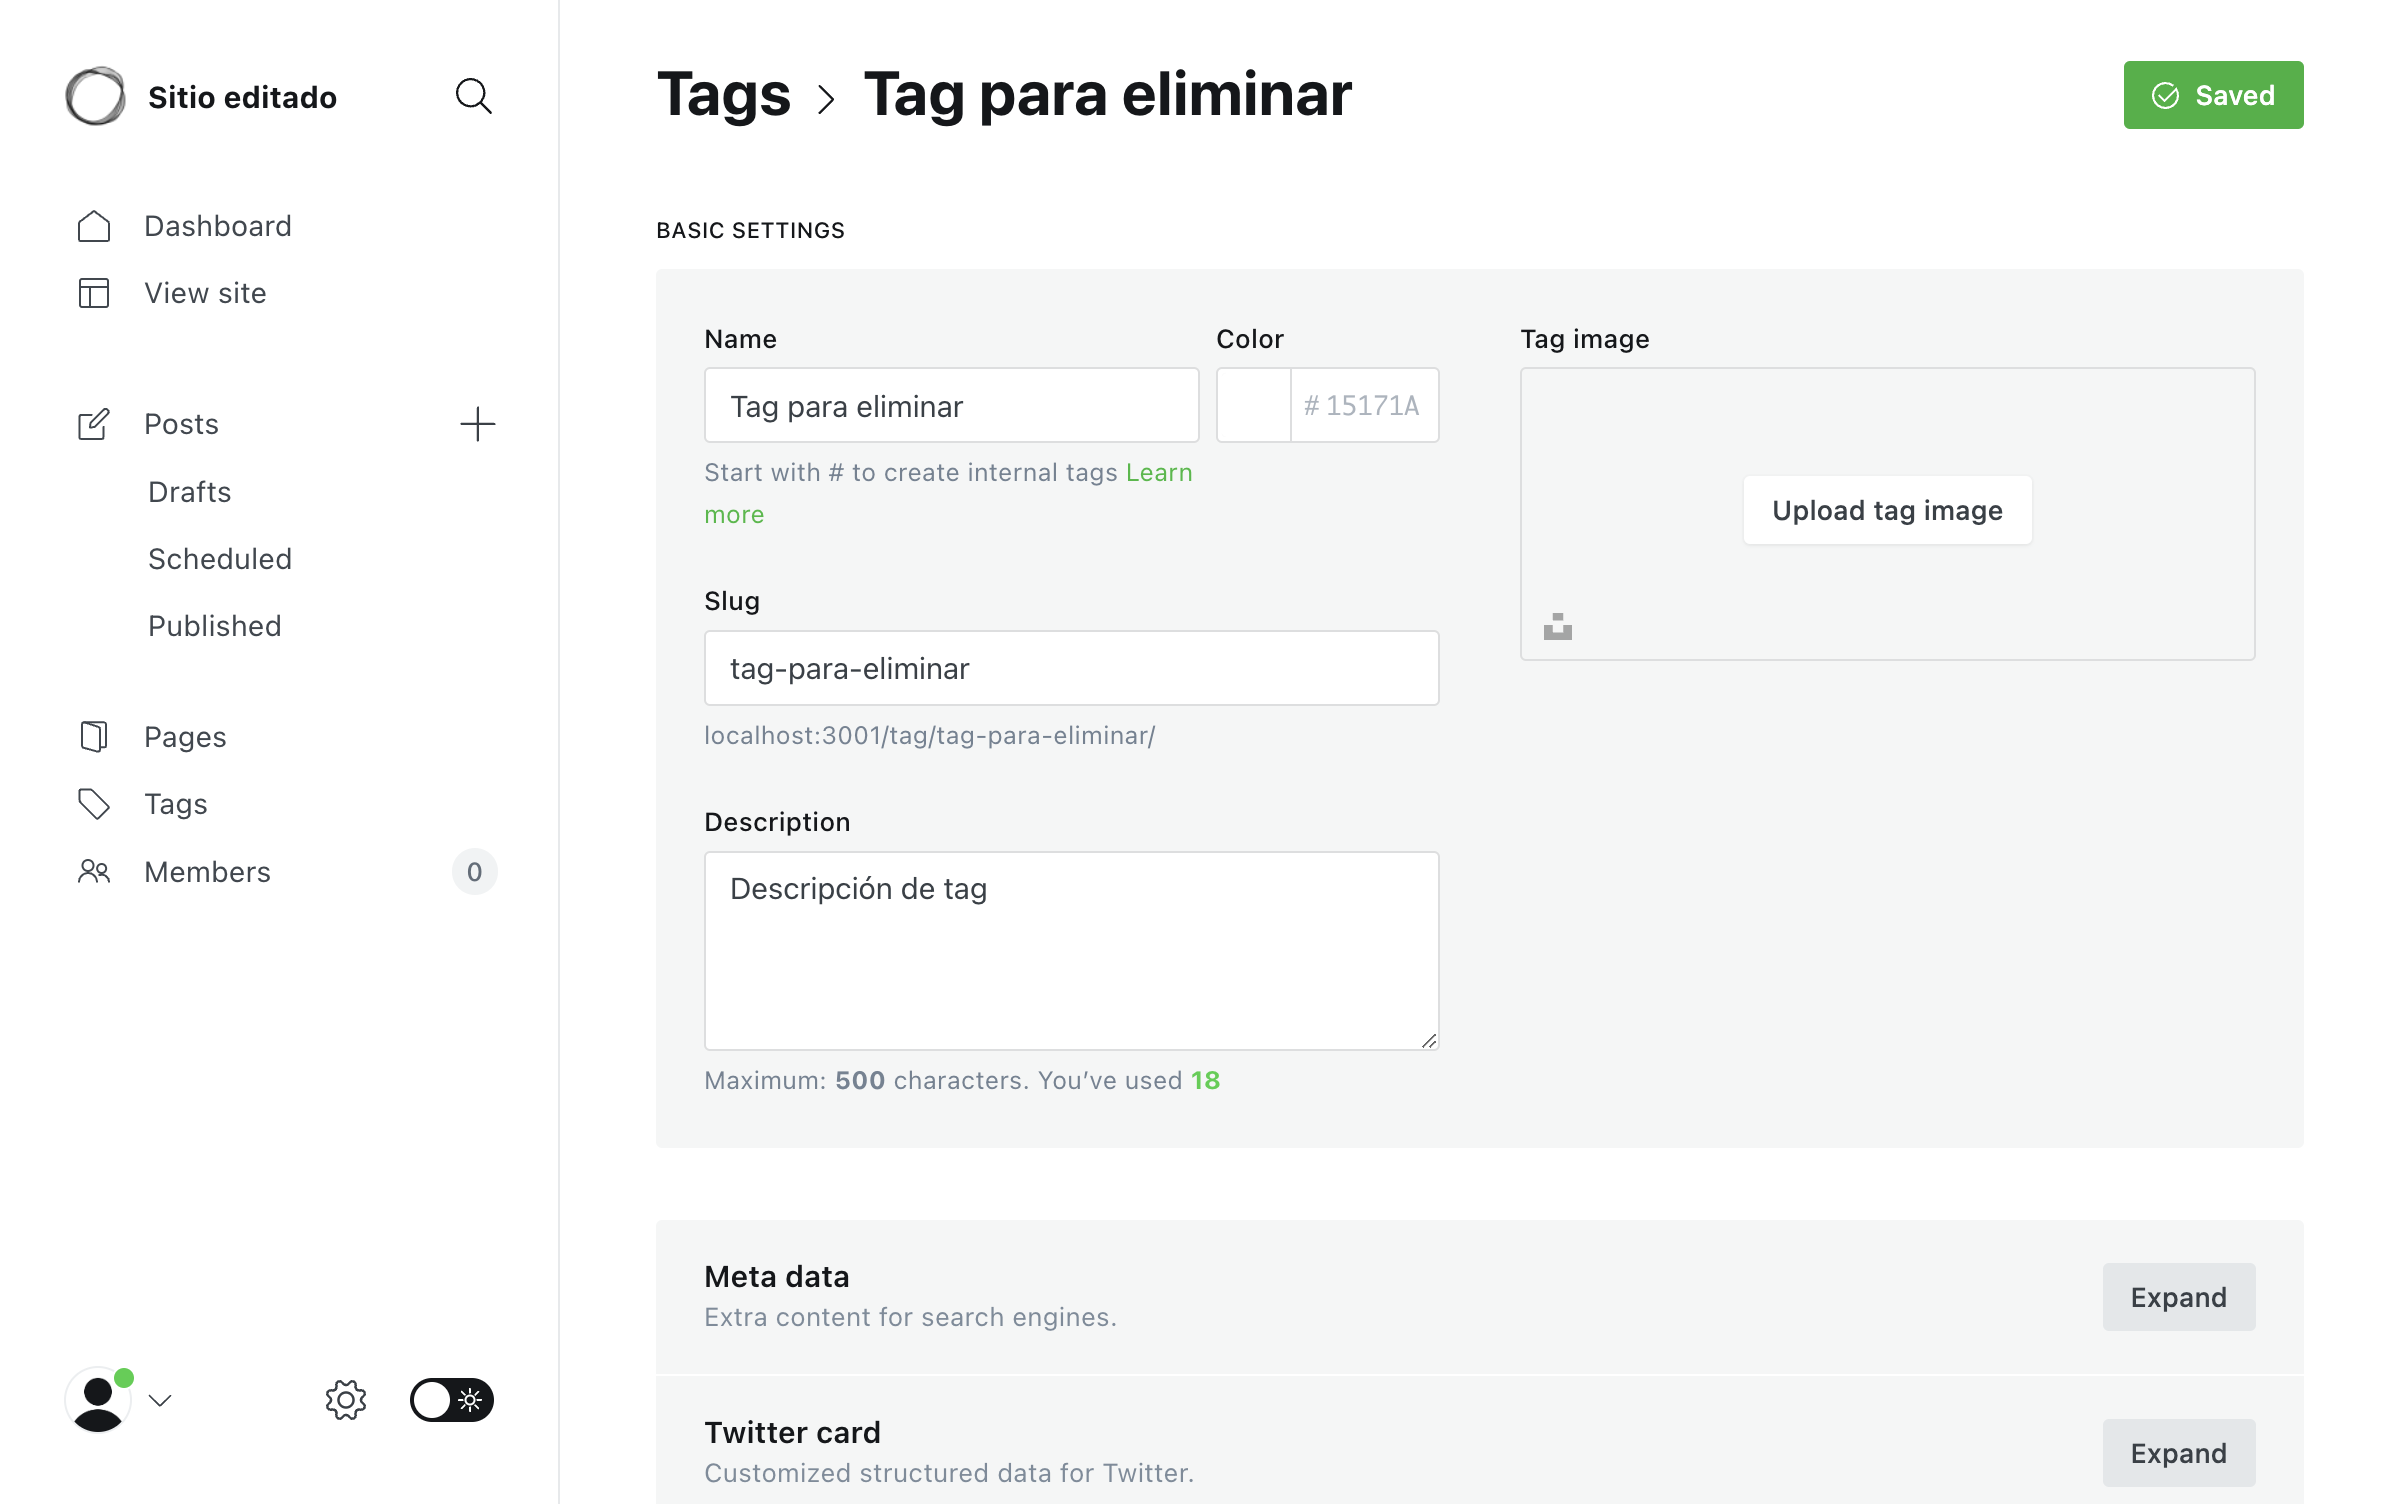 Sitio editado
Dashboard
View site
Posts
Drafts
Scheduled
Published
Pages
Tags
Members
0
Tags > Tag para eliminar
Saved
BASIC SETTINGS
Name
Tag para eliminar
Start with # to create internal tags Learn
more
Color
# 15171A
Tag image
Upload tag image
Slug
tag-para-eliminar
localhost:3001/tag/tag-para-eliminar/
Description
Descripción de tag
Maximum: 500 characters. You’ve used 18
Meta data
Extra content for search engines.
Expand
Twitter card
Customized structured data for Twitter.
Expand